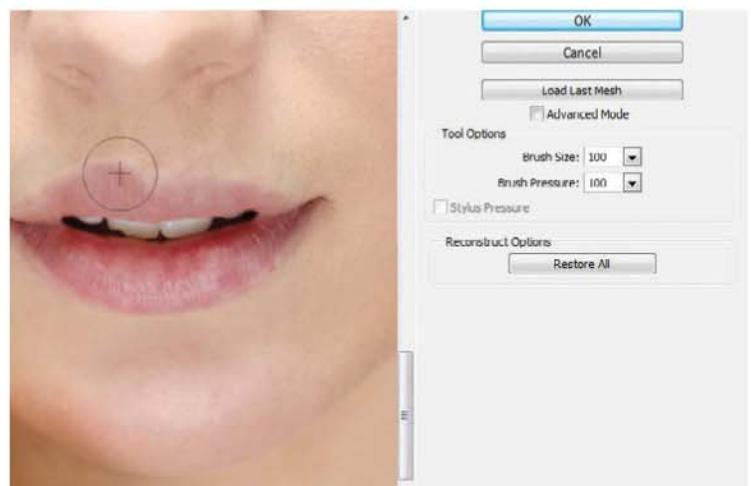 OK
Cancel
Load Last Mesh
Advanced Mode
Tool Options
Brush Size: 100
Brush Pressure: 100
Stylus Pressure
Reconstruct Options
Restore All